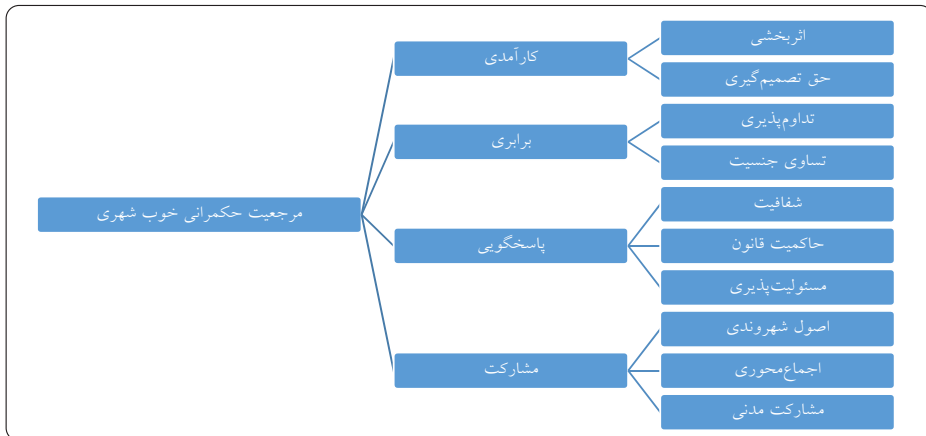 مرجعیت حکمرانی خوب شهری
کارآمدی
اثربخشی
حق تصمیم‌گیری
برابری
تداوم‌پذیری
تساوی جنسیت
پاسخگویی
شفافیت
حاکمیت قانون
مسئولیت‌پذیری
مشارکت
اصول شهروندی
اجماع‌محوری
مشارکت مدنی